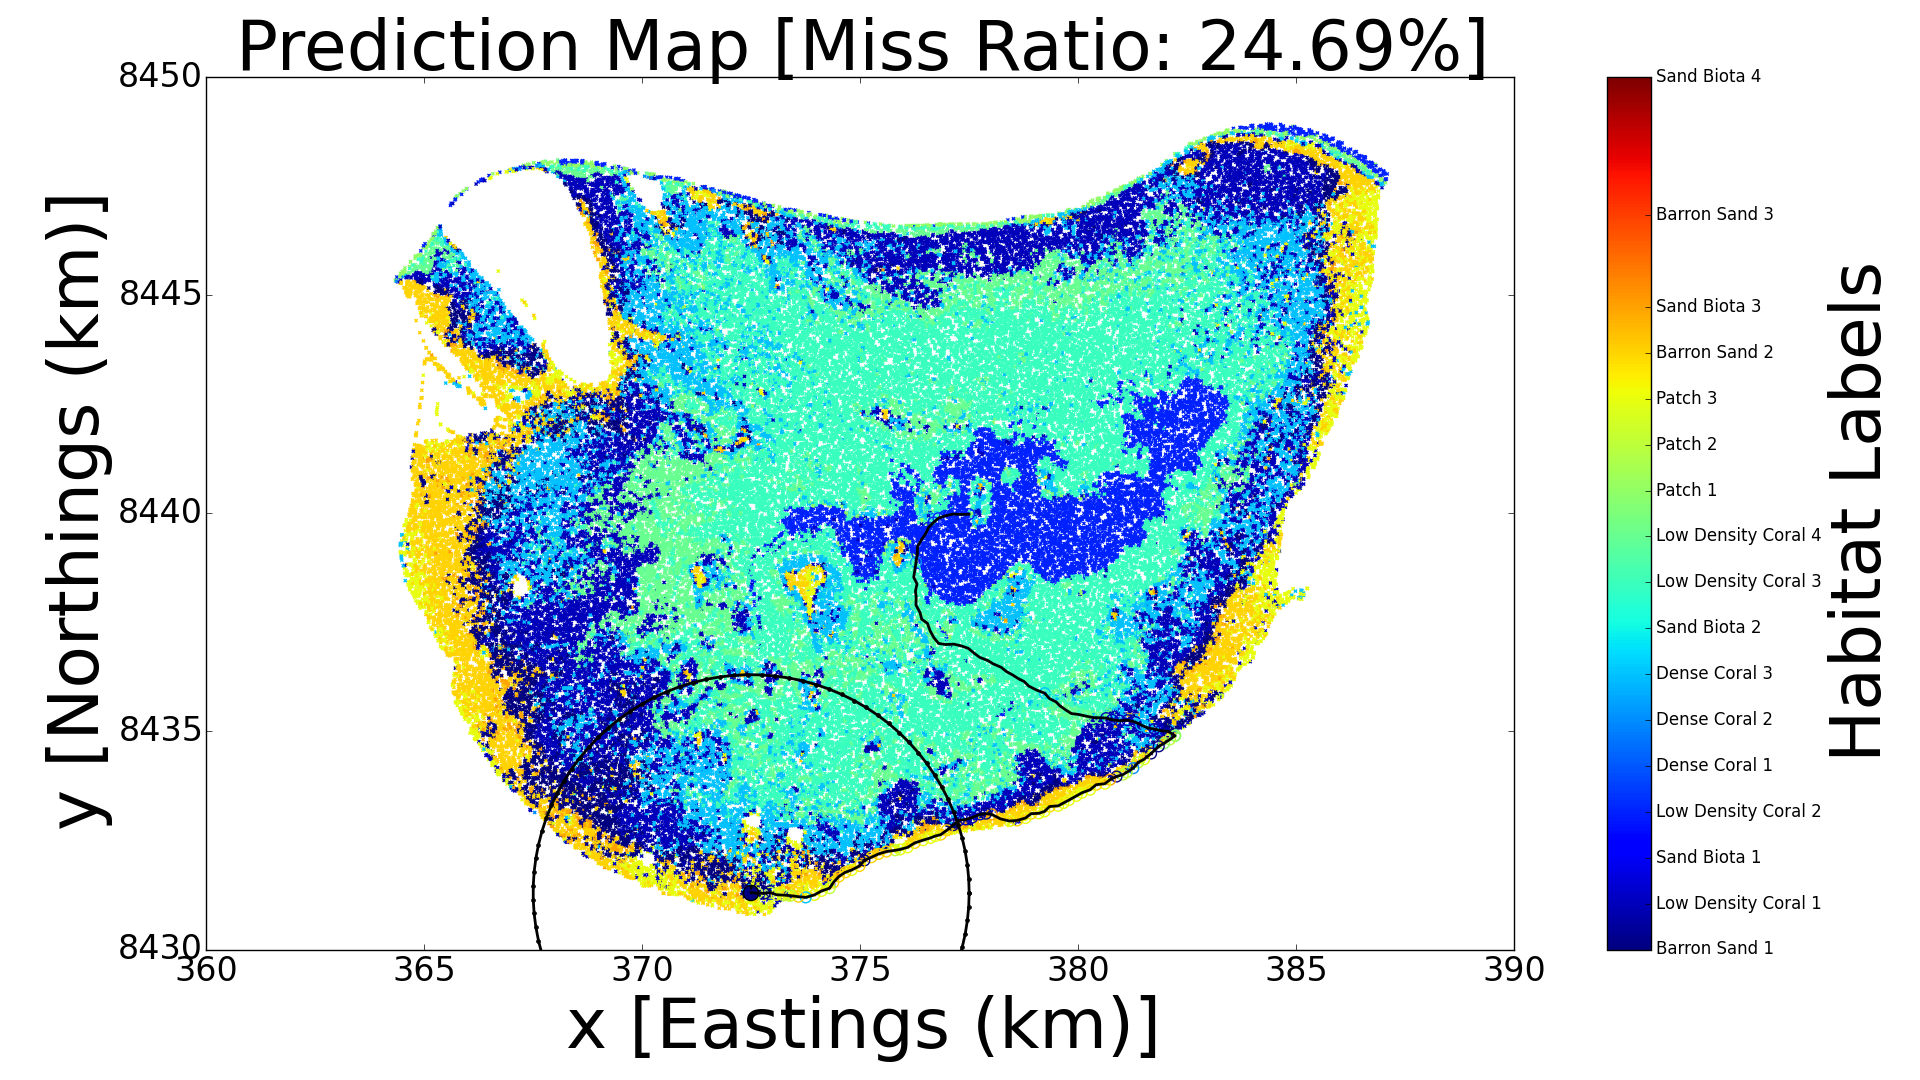 Prediction Map [Miss Ratio: 24.69%]
y [Northings (km)]
8450
8445
8440
8435
8430
360
365
370
375
380
385
390
x [Eastings (km)]
Sand Biota 4
Barron Sand 3
Sand Biota 3
Barron Sand 2
Patch 3
Patch 2
Patch 1
Low Density Coral 4
Low Density Coral 3
Sand Biota 2
Dense Coral 3
Dense Coral 2
Dense Coral 1
Low Density Coral 2
Sand Biota 1
Low Density Coral 1
Barron Sand 1
Habitat Labels